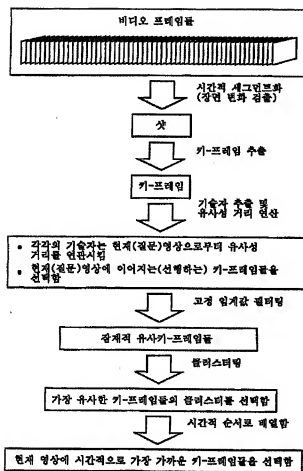 비디오 프레임들
시간적 세그먼트화
(장면 변화 검출)
샷
키-프레임 추출
키-프레임
기술자 추출 및
유사성 거리 연산
• 각각의 기술자는 현재(질문)영상으로부터 유사성
거리를 연관시킴
• 현재(질문)영상에 이어지는(선행하는) 키-프레임들을
선택함
고정 임계값 필터링
잠재적 유사키-프레임들
클러스터링
가장 유사한 키-프레임들의 클러스터를 선택함
시간적 순서로 배열함
현재 영상에 시간적으로 가장 가까운 키-프레임들을 선택함